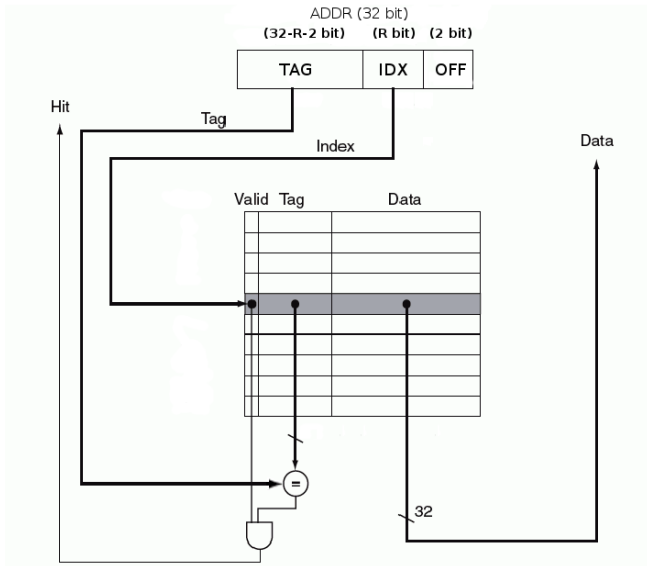 ADDR (32 bit)
(32-R-2 bit) (R bit) (2 bit)
TAG IDX OFF
Hit
Tag
Index
Data
Valid Tag Data
=
32